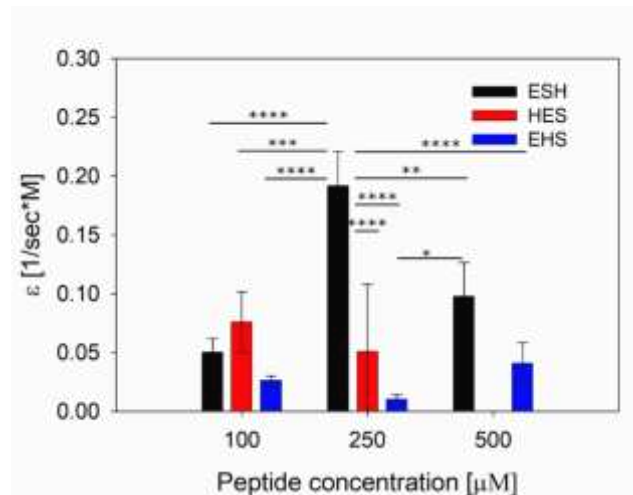 0.30
0.25
0.20
0.15
0.10
0.05
0.00
ε [1/sec*M]
ESH
HES
EHS
****
***
****
****
**
****
****
*
100 250 500
Peptide concentration [μM]